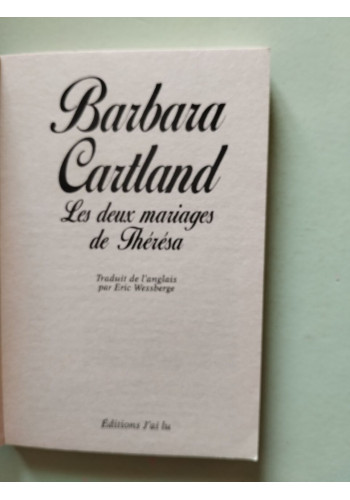 Barbara
Cartland
Les deux mariages
de Thérésa
Traduit de l'anglais
par Eric Wessberge
Éditions J'ai lu